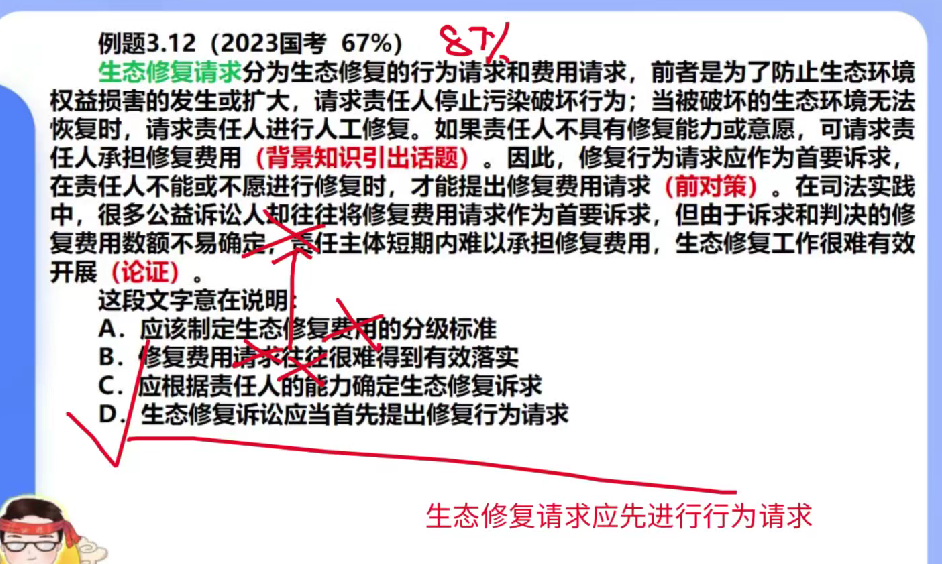 例题3.12（2023国考 67%） 87%
生态修复请求分为生态修复的行为请求和费用请求，前者是为了防止生态环境
权益损害的发生或扩大，请求责任人停止污染破坏行为；当被破坏的生态环境无法
恢复时，请求责任人进行人工修复。如果责任人不具有修复能力或意愿，可请求责
任人承担修复费用（背景知识引出话题）。因此，修复行为请求应作为首要诉求，
在责任人不能或不愿进行修复时，才能提出修复费用请求（前对策）。在司法实践
中，很多公益诉讼人却往往将修复费用请求作为首要诉求，但由于诉求和判决的修
复费用数额不易确定，责任主体短期内难以承担修复费用，生态修复工作很难有效
开展（论证）。
这段文字意在说明：
A．应该制定生态修复费用的分级标准
B．修复费用请求往往很难得到有效落实
C．应根据责任人的能力确定生态修复诉求
D．生态修复诉讼应当首先提出修复行为请求
生态修复请求应先进行行为请求